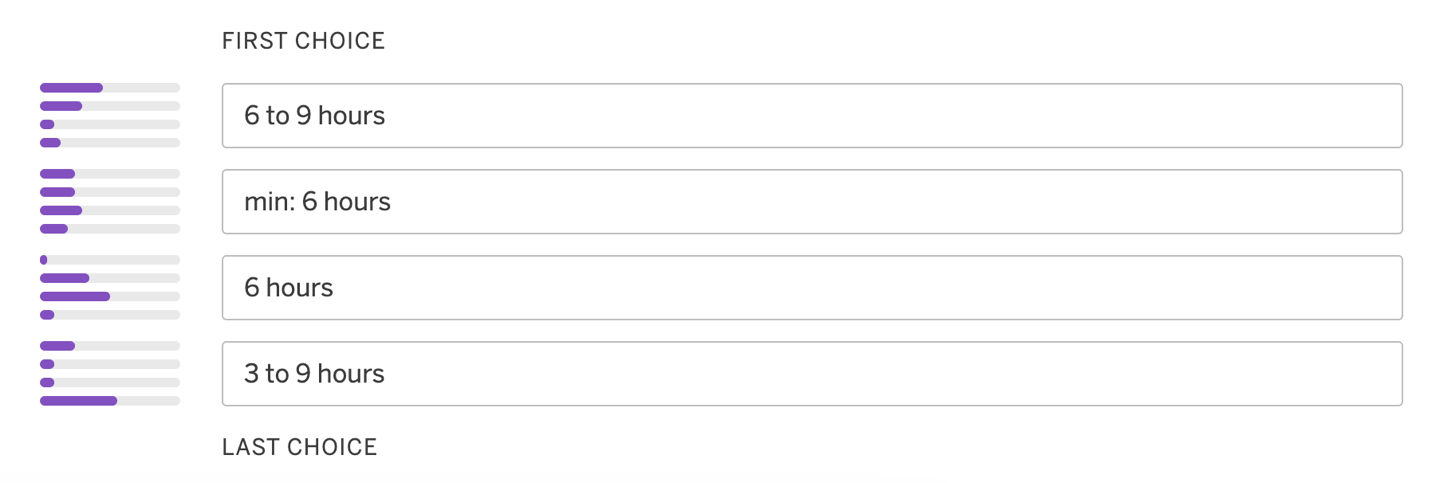 FIRST CHOICE
6 to 9 hours
min: 6 hours
6 hours
3 to 9 hours
LAST CHOICE